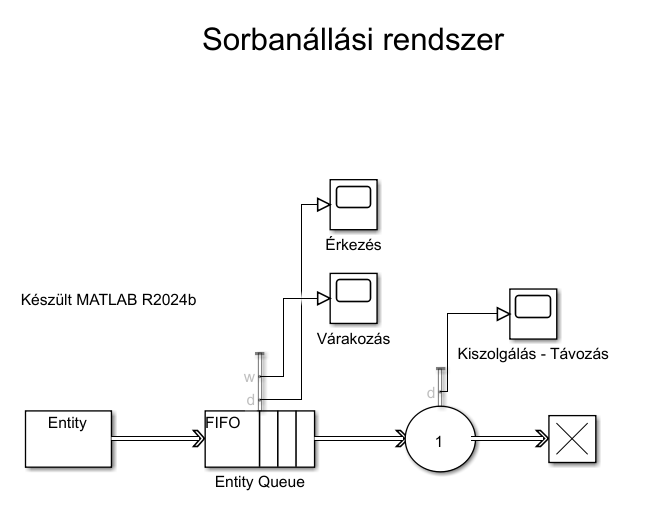 Sorbanállási rendszer
Érkezés
Készült MATLAB R2024b
Várakozás
Kiszolgálás - Távozás
w
d
d
Entity
FIFO
1
Entity Queue